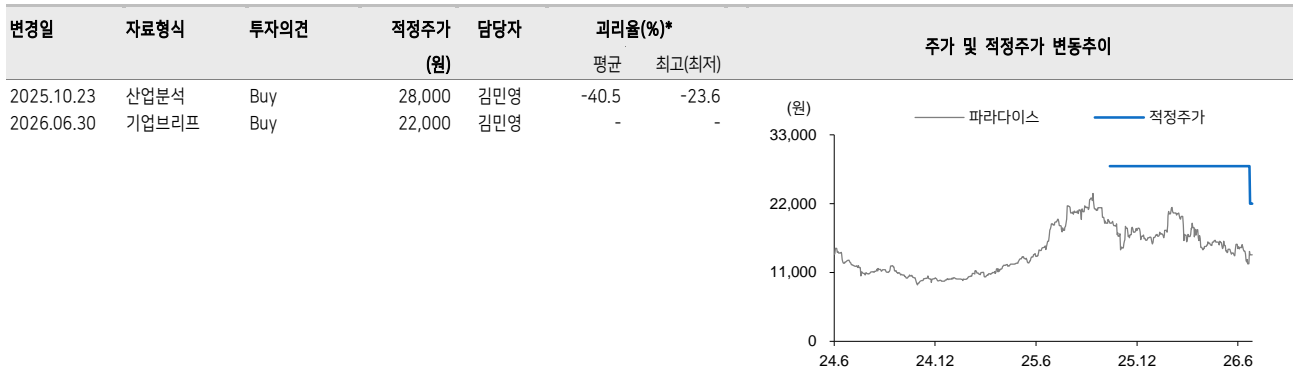 변경일 자료형식 투자의견 적정주가 담당자 괴리율(%)* 주가 및 적정주가 변동추이
(원) 평균 최고(최저)
2025.10.23 산업분석 Buy 28,000 김민영 -40.5 -23.6
2026.06.30 기업브리프 Buy 22,000 김민영 - -
(원) 파라다이스 적정주가
33,000
22,000
11,000
0
24.6 24.12 25.6 25.12 26.6